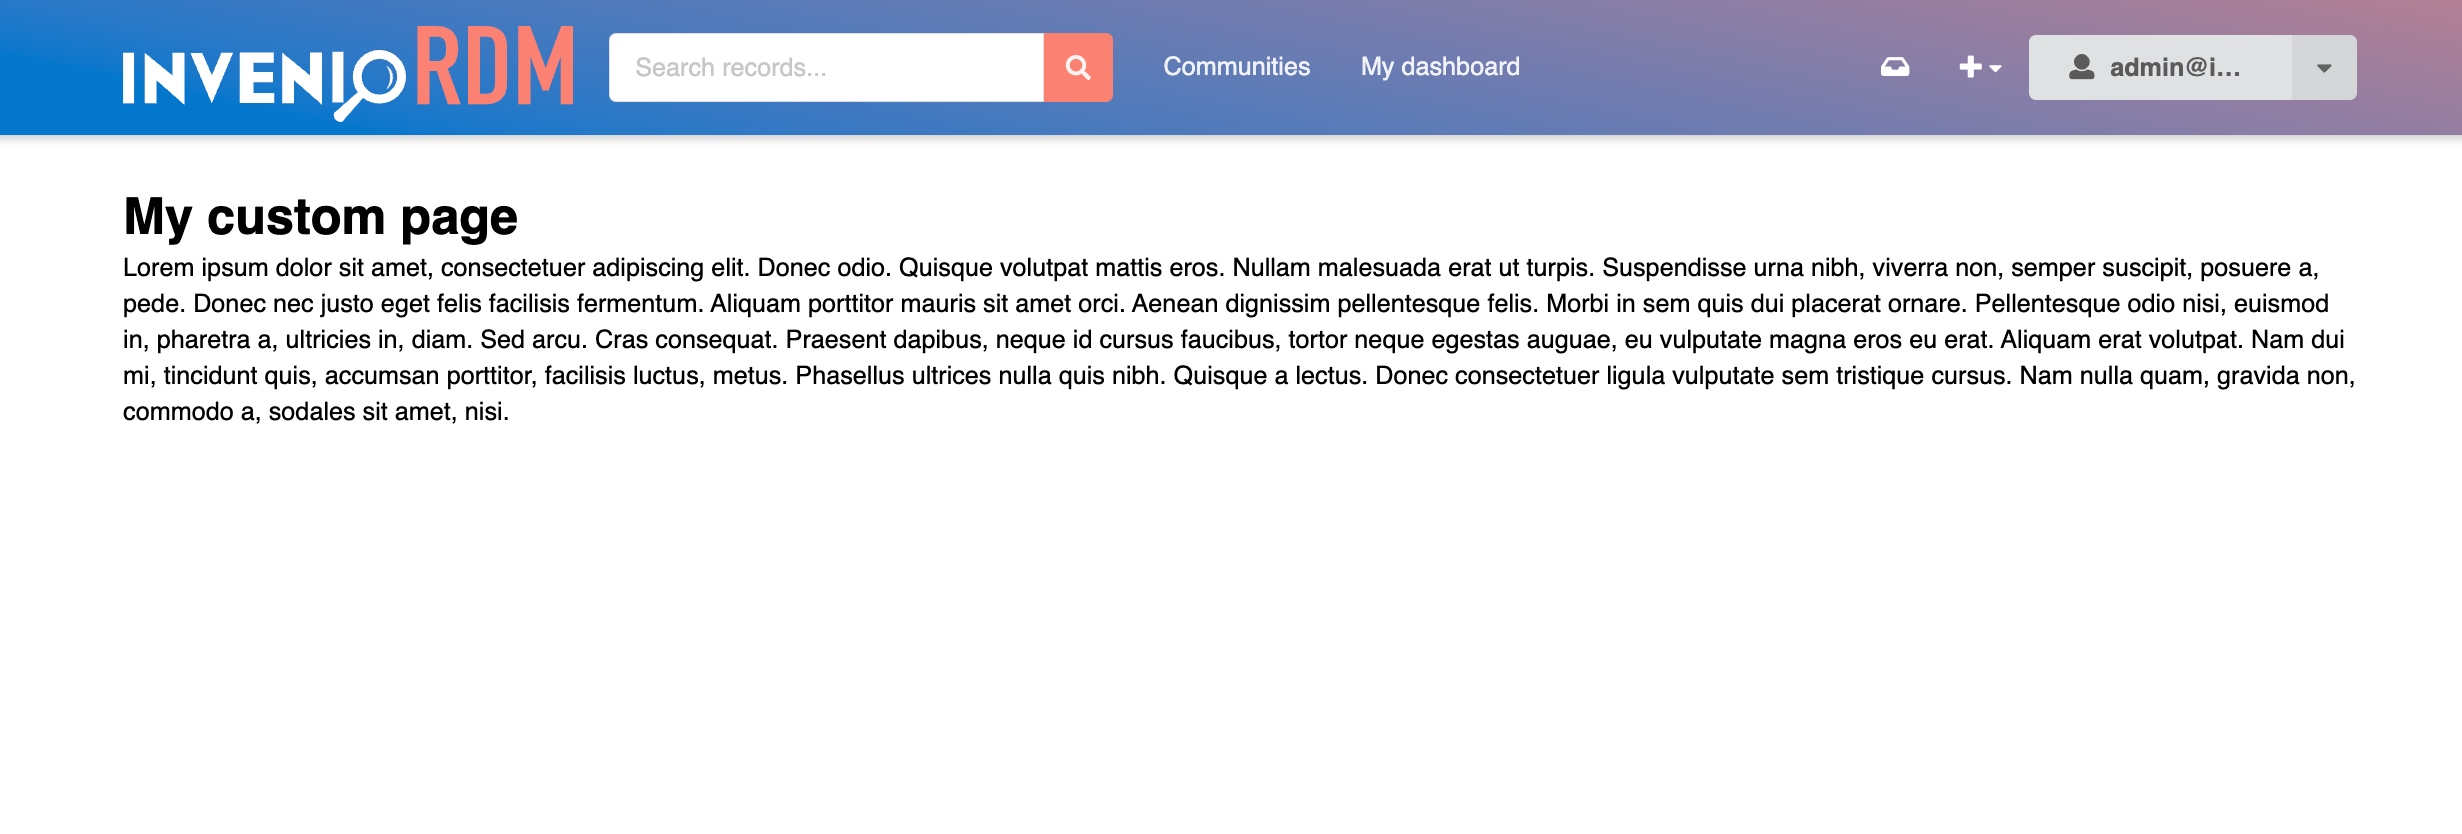 INVENIO RDM
Search records...
Communities
My dashboard
admin@i...
My custom page
Lorem ipsum dolor sit amet, consectetuer adipiscing elit. Donec odio. Quisque volutpat mattis eros. Nullam malesuada erat ut turpis. Suspendisse urna nibh, viverra non, semper suscipit, posuere a,
pede. Donec nec justo eget felis facilisis fermentum. Aliquam porttitor mauris sit amet orci. Aenean dignissim pellentesque felis. Morbi in sem quis dui placerat ornare. Pellentesque odio nisi, euismod
in, pharetra a, ultricies in, diam. Sed arcu. Cras consequat. Praesent dapibus, neque id cursus faucibus, tortor neque egestas auguae, eu vulputate magna eros eu erat. Aliquam erat volutpat. Nam dui
mi, tincidunt quis, accumsan porttitor, facilisis luctus, metus. Phasellus ultrices nulla quis nibh. Quisque a lectus. Donec consectetuer ligula vulputate sem tristique cursus. Nam nulla quam, gravida non,
commodo a, sodales sit amet, nisi.